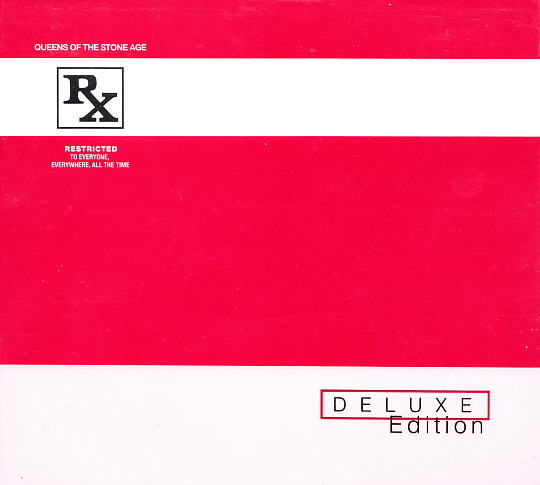 QUEENS OF THE STONE AGE
RX
RESTRICTED
TO EVERYONE,
EVERYWHERE, ALL THE TIME
DELUXE
Edition